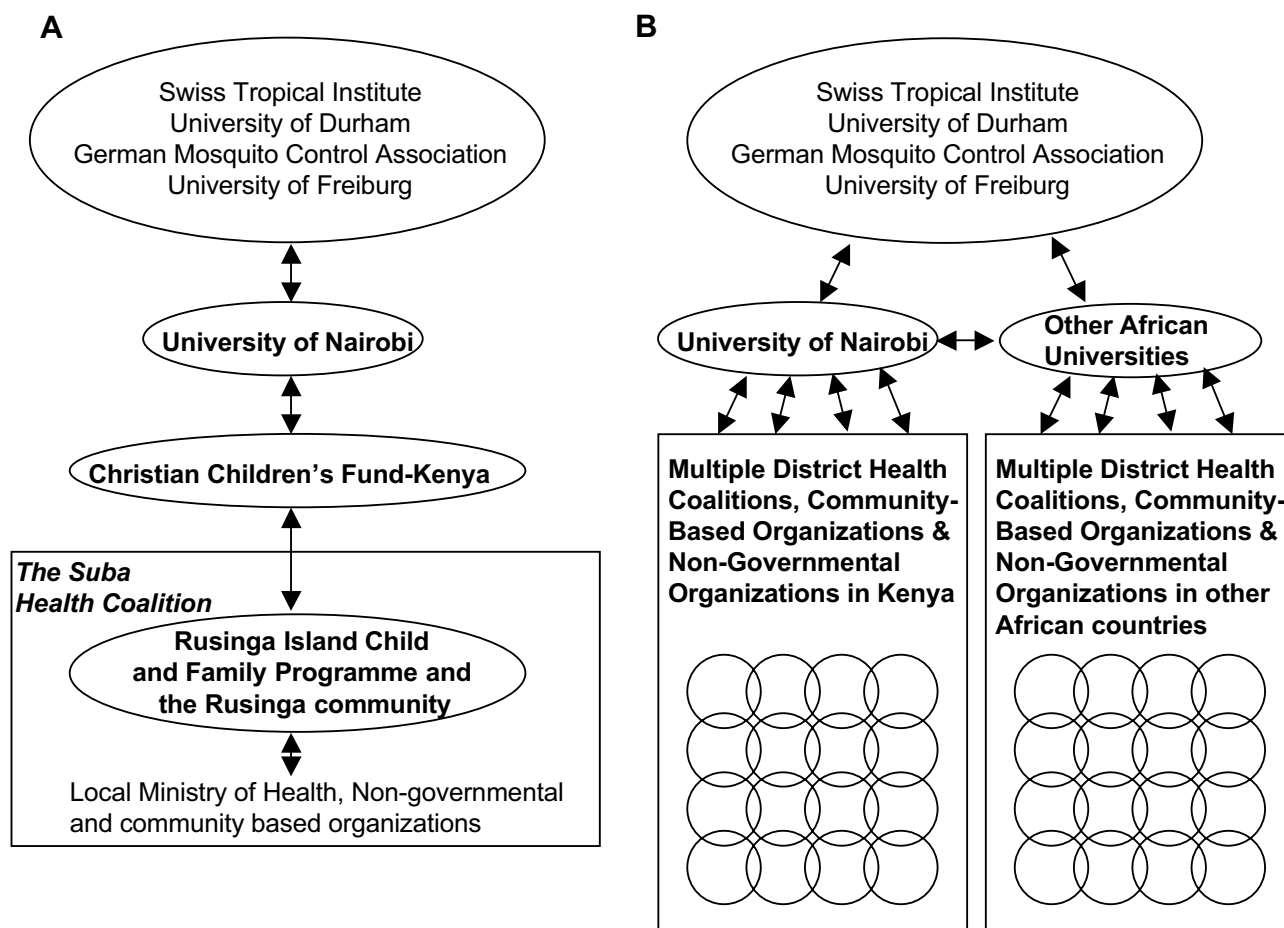 A
Swiss Tropical Institute
University of Durham
German Mosquito Control Association
University of Freiburg
University of Nairobi
Christian Children’s Fund-Kenya
The Suba
Health Coalition
Rusinga Island Child
and Family Programme and
the Rusinga community
Local Ministry of Health, Non-governmental
and community based organizations
B
Swiss Tropical Institute
University of Durham
German Mosquito Control Association
University of Freiburg
University of Nairobi
Other African
Universities
Multiple District Health
Coalitions, Community-
Based Organizations &
Non-Governmental
Organizations in Kenya
Multiple District Health
Coalitions, Community-
Based Organizations &
Non-Governmental
Organizations in other
African countries